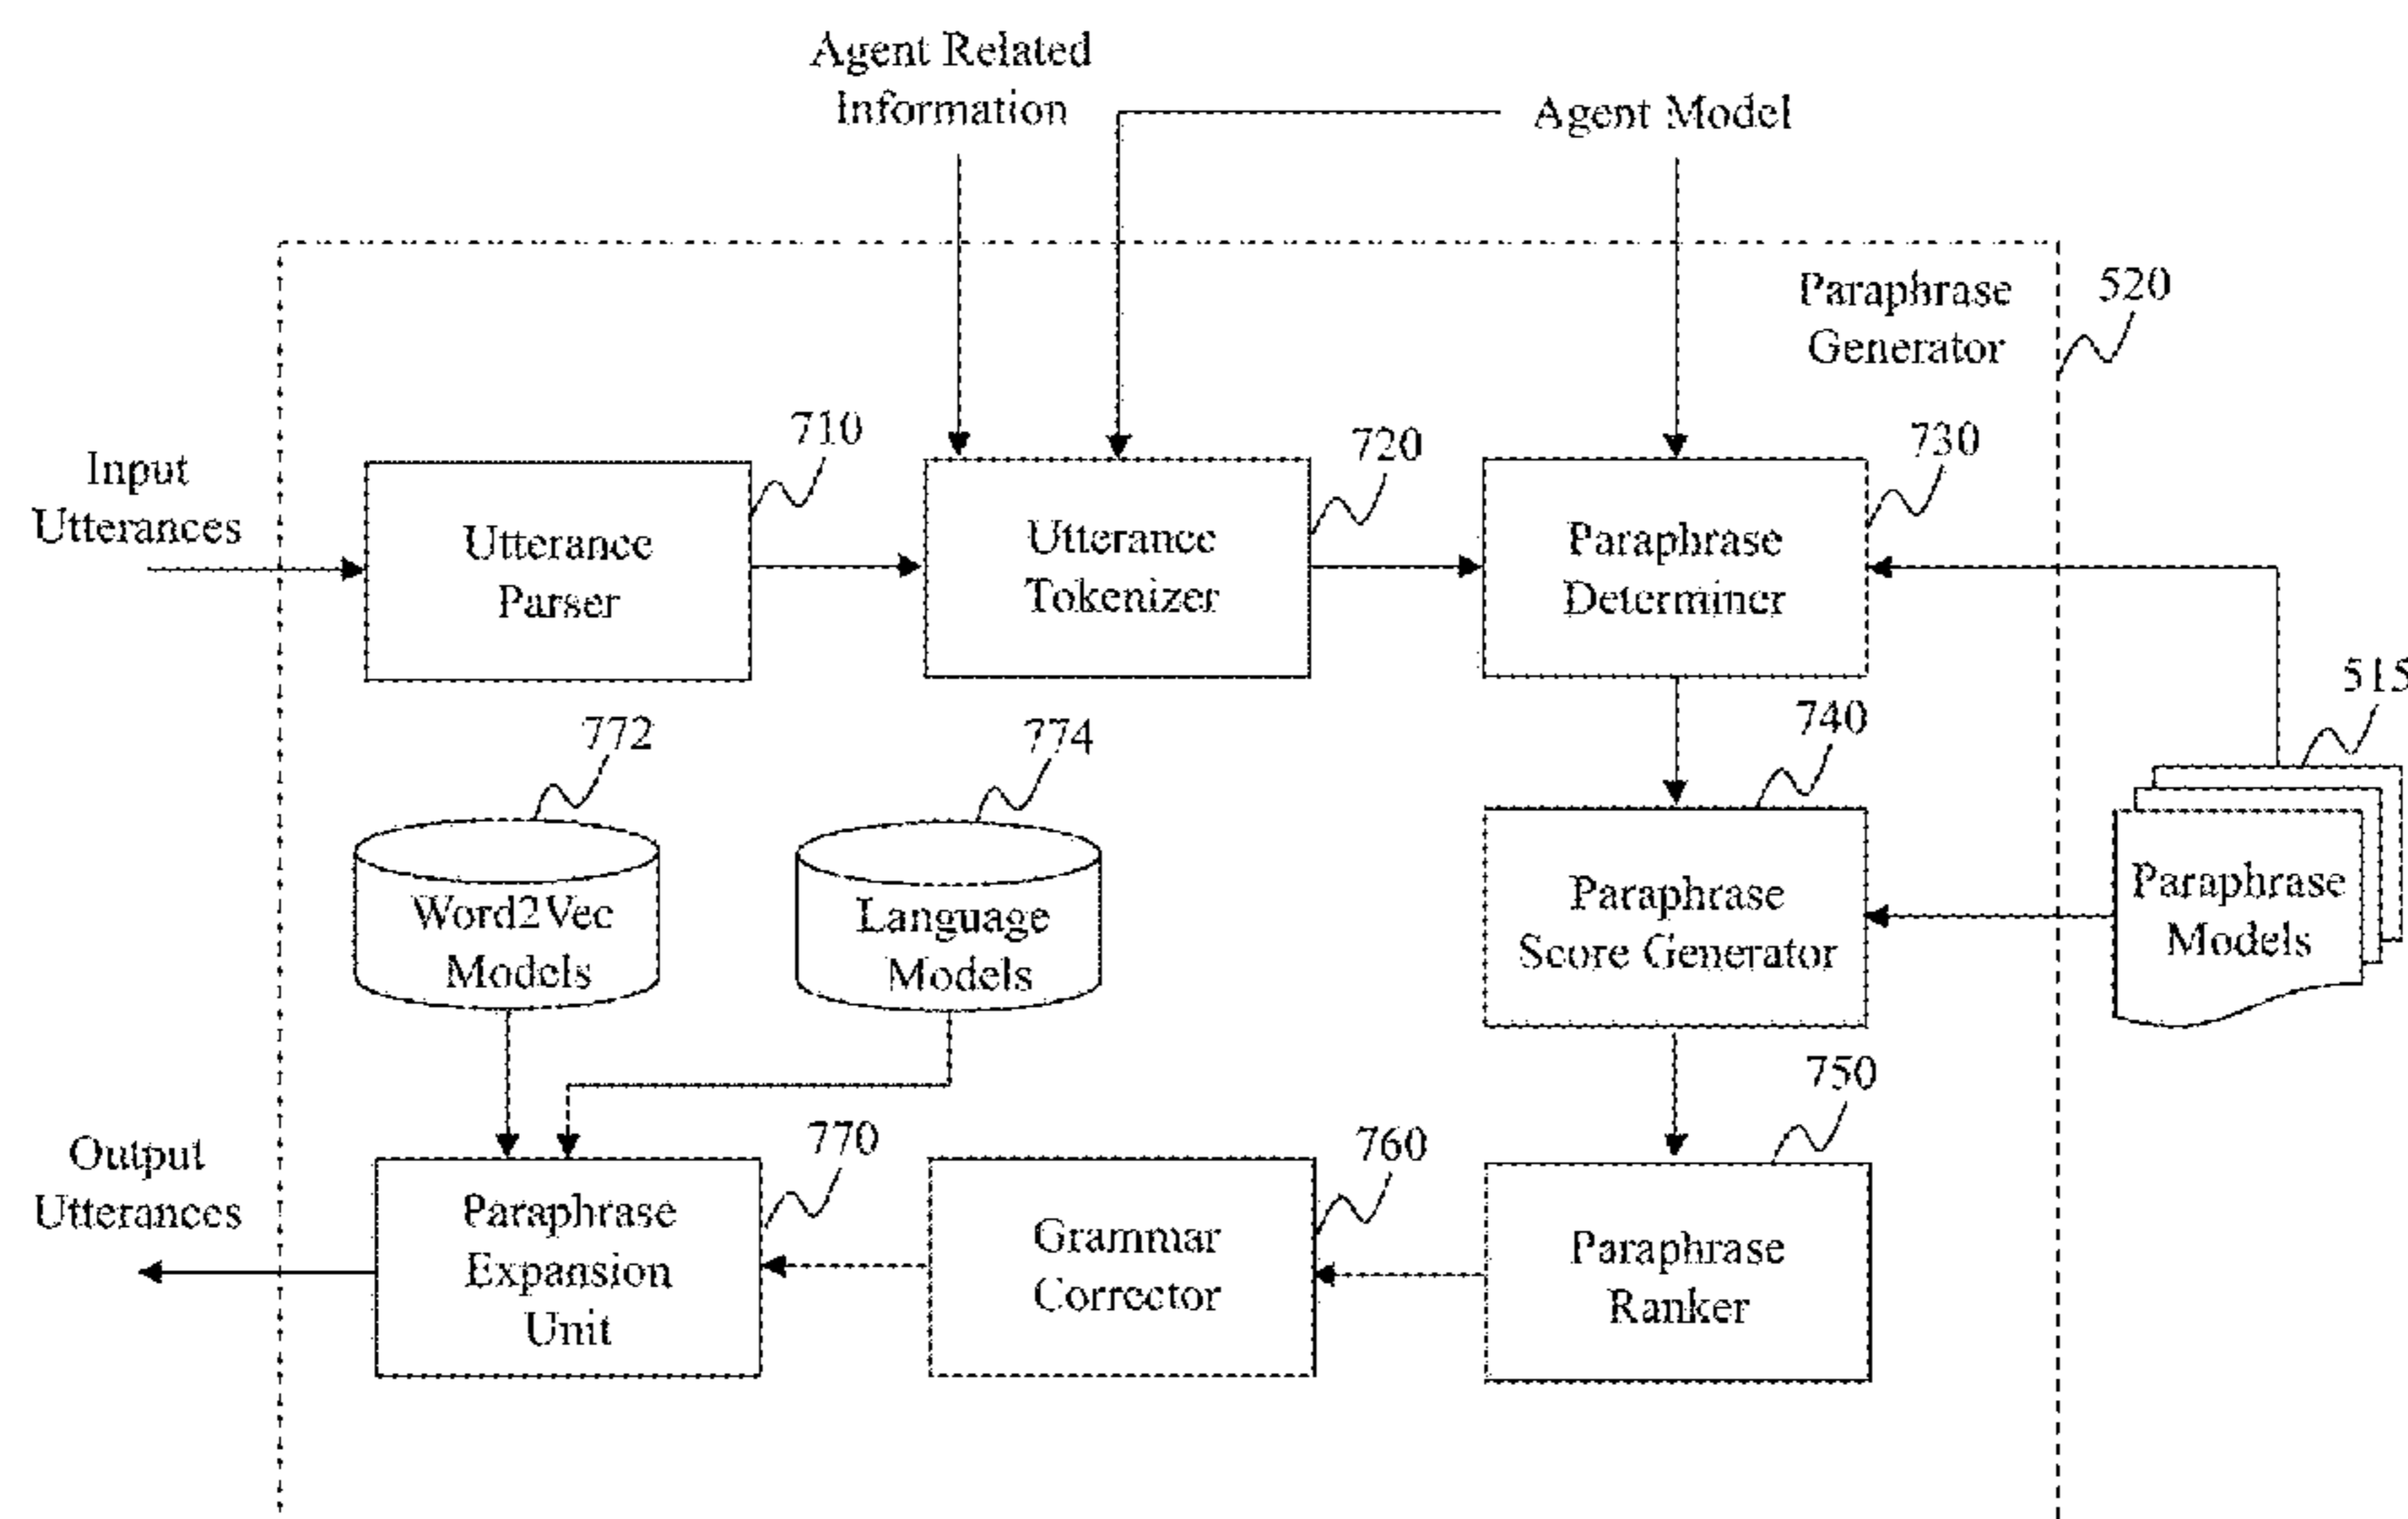 Agent Related
Information
Agent Model
Paraphrase
Generator
520
Input
Utterances
710
Utterance
Parser
720
Utterance
Tokenizer
730
Paraphrase
Determiner
515
772
Word2Vec
Models
774
Language
Models
740
Paraphrase
Score Generator
Paraphrase
Models
750
Output
Utterances
770
Paraphrase
Expansion
Unit
760
Grammar
Corrector
Paraphrase
Ranker